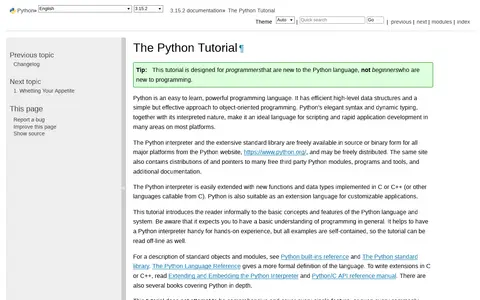 Python» English 3.15.2 3.15.2 documentation» The Python Tutorial
Theme Auto | Quick search Go | previous | next | modules | index
Previous topic
Changelog
Next topic
1. Whetting Your Appetite
This page
Report a bug
Improve this page
Show source
«
The Python Tutorial¶
Tip: This tutorial is designed for programmersthat are new to the Python language, not beginnerswho are
new to programming.
Python is an easy to learn, powerful programming language. It has efficient high-level data structures and a
simple but effective approach to object-oriented programming. Python's elegant syntax and dynamic typing,
together with its interpreted nature, make it an ideal language for scripting and rapid application development in
many areas on most platforms.
The Python interpreter and the extensive standard library are freely available in source or binary form for all
major platforms from the Python website, https://www.python.org/, and may be freely distributed. The same site
also contains distributions of and pointers to many free third party Python modules, programs and tools, and
additional documentation.
The Python interpreter is easily extended with new functions and data types implemented in C or C++ (or other
languages callable from C). Python is also suitable as an extension language for customizable applications.
This tutorial introduces the reader informally to the basic concepts and features of the Python language and
system. Be aware that it expects you to have a basic understanding of programming in general. It helps to have
a Python interpreter handy for hands-on experience, but all examples are self-contained, so the tutorial can be
read off-line as well.
For a description of standard objects and modules, see Python built-ins reference and The Python standard
library. The Python Language Reference gives a more formal definition of the language. To write extensions in C
or C++, read Extending and Embedding the Python Interpreter and Python/C API reference manual. There are
also several books covering Python in depth.